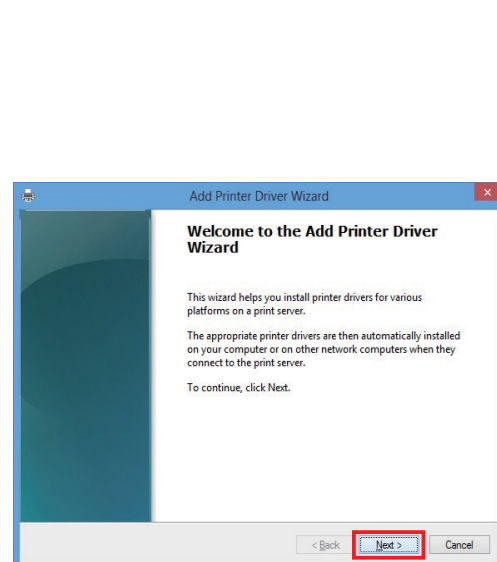 Add Printer Driver Wizard
Welcome to the Add Printer Driver
Wizard
This wizard helps you install printer drivers for various
platforms on a print server.
The appropriate printer drivers are then automatically installed
on your computer or on other network computers when they
connect to the print server.
To continue, click Next.
< Back Next > Cancel